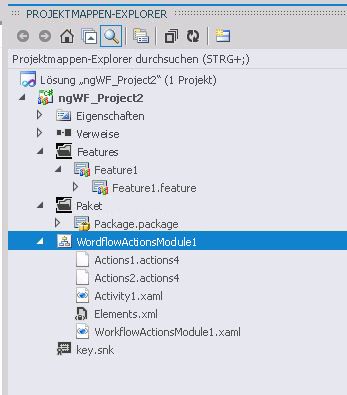 PROJEKTMAPPEN-EXPLORER
Projektmappen-Explorer durchsuchen (STRG+;)
Lösung „ngWF_Project2“ (1 Projekt)
ngWF_Project2
Eigenschaften
Verweise
Features
Feature1
Feature1.feature
Paket
Package.package
WordflowActionsModule1
Actions1.actions4
Actions2.actions4
Activity1.xaml
Elements.xml
WorkflowActionsModule1.xaml
key.snk